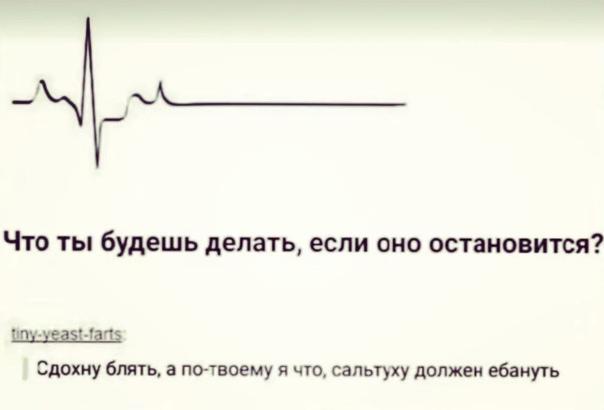 Что ты будешь делать, если оно остановится?
tiny-yeast-farts:
Сдохну блять, а по-твоему я что, сальтуху должен ебануть